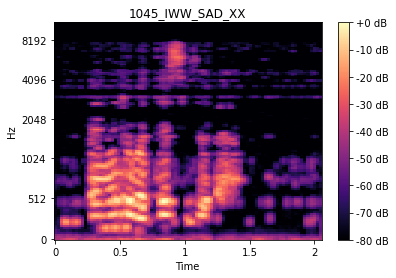 1045_IWW_SAD_XX
+0 dB
8192
-10 dB
4096
-20 dB
-30 dB
2048
-40 dB
Hz
1024
-50 dB
512
-60 dB
-70 dB
0
-80 dB
0 0.5 1 1.5 2
Time